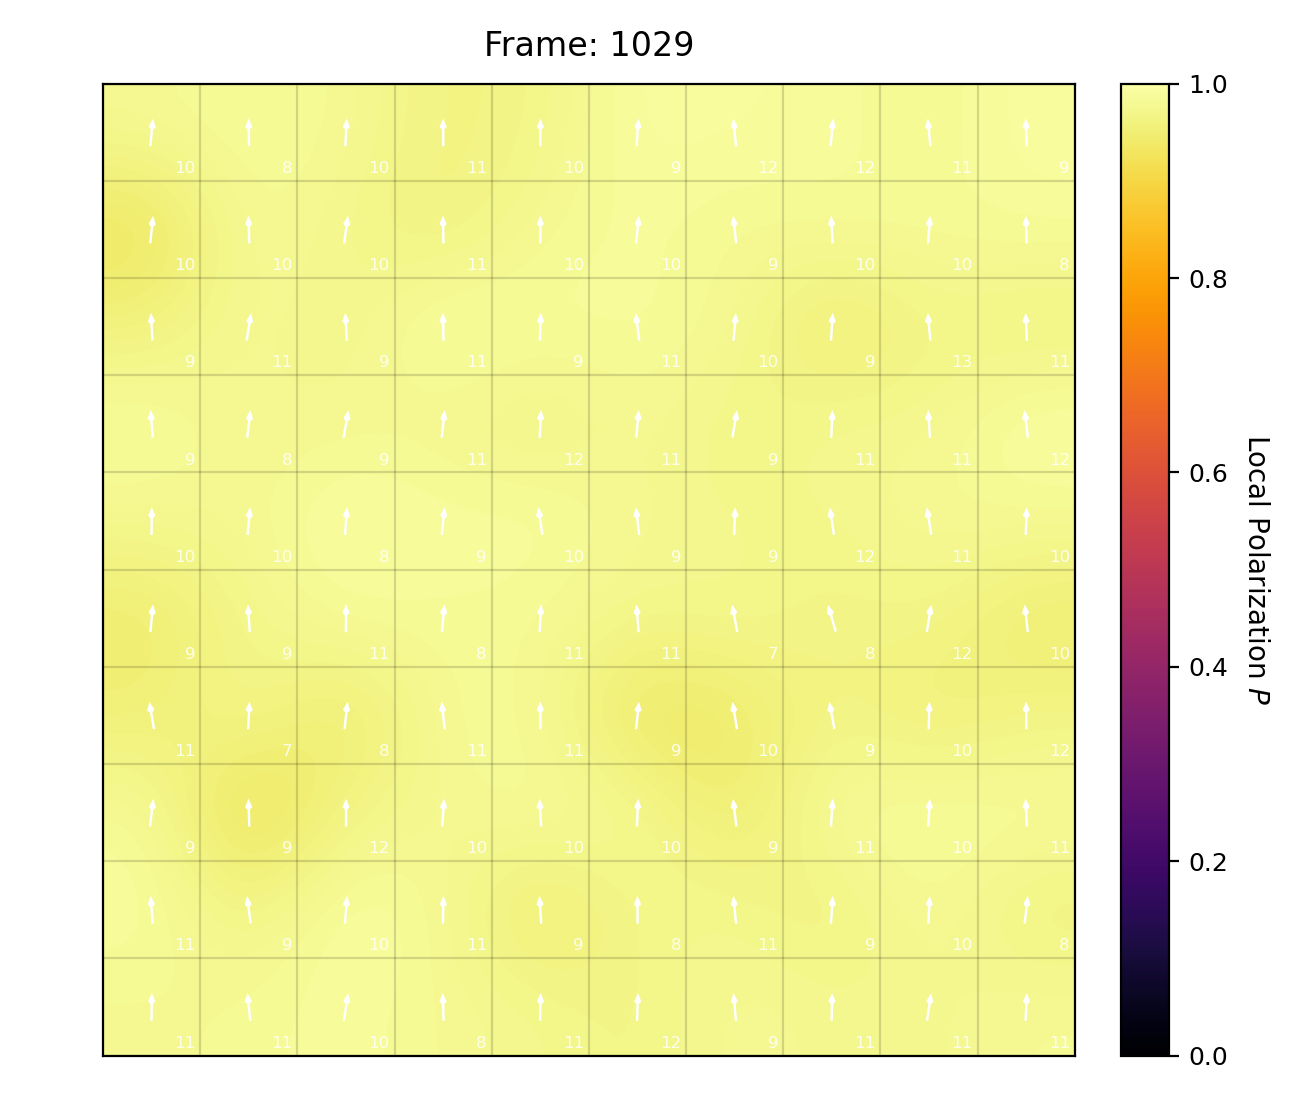 Frame: 1029
10 8 10 11 10 9 12 12 11 9
10 10 10 11 10 10 9 10 10 8
9 11 9 11 9 11 10 9 13 11
9 8 9 11 12 11 9 11 11 12
10 10 8 9 10 9 9 12 11 10
9 9 11 8 11 11 7 8 12 10
11 7 8 11 11 9 10 9 10 12
9 9 12 10 10 10 9 11 10 11
11 9 10 11 9 8 11 9 10 8
11 11 10 8 11 12 9 11 11 11
1.0
0.8
0.6
0.4
0.2
0.0
Local Polarization P